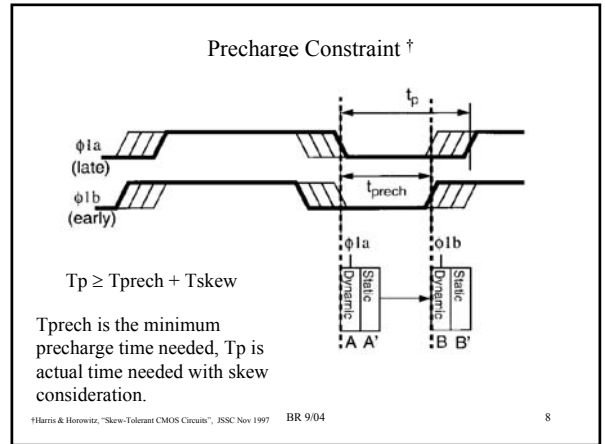 Precharge Constraint †
tp
ϕ1a
(late)
tprech
ϕ1b
(early)
ϕ1a
ϕ1b
Dynamic
Static
Dynamic
Static
A A'
B B'
Tp ≥ Tprech + Tskew
Tprech is the minimum
precharge time needed, Tp is
actual time needed with skew
consideration.
†Harris & Horowitz, "Skew-Tolerant CMOS Circuits", JSSC Nov 1997
BR 9/04
8